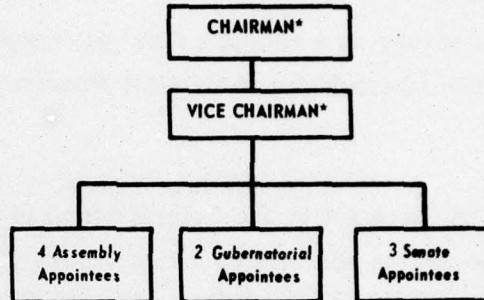 CHAIRMAN*
VICE CHAIRMAN*
4 Assembly
Appointees
2 Gubernatorial
Appointees
3 Senate
Appointees